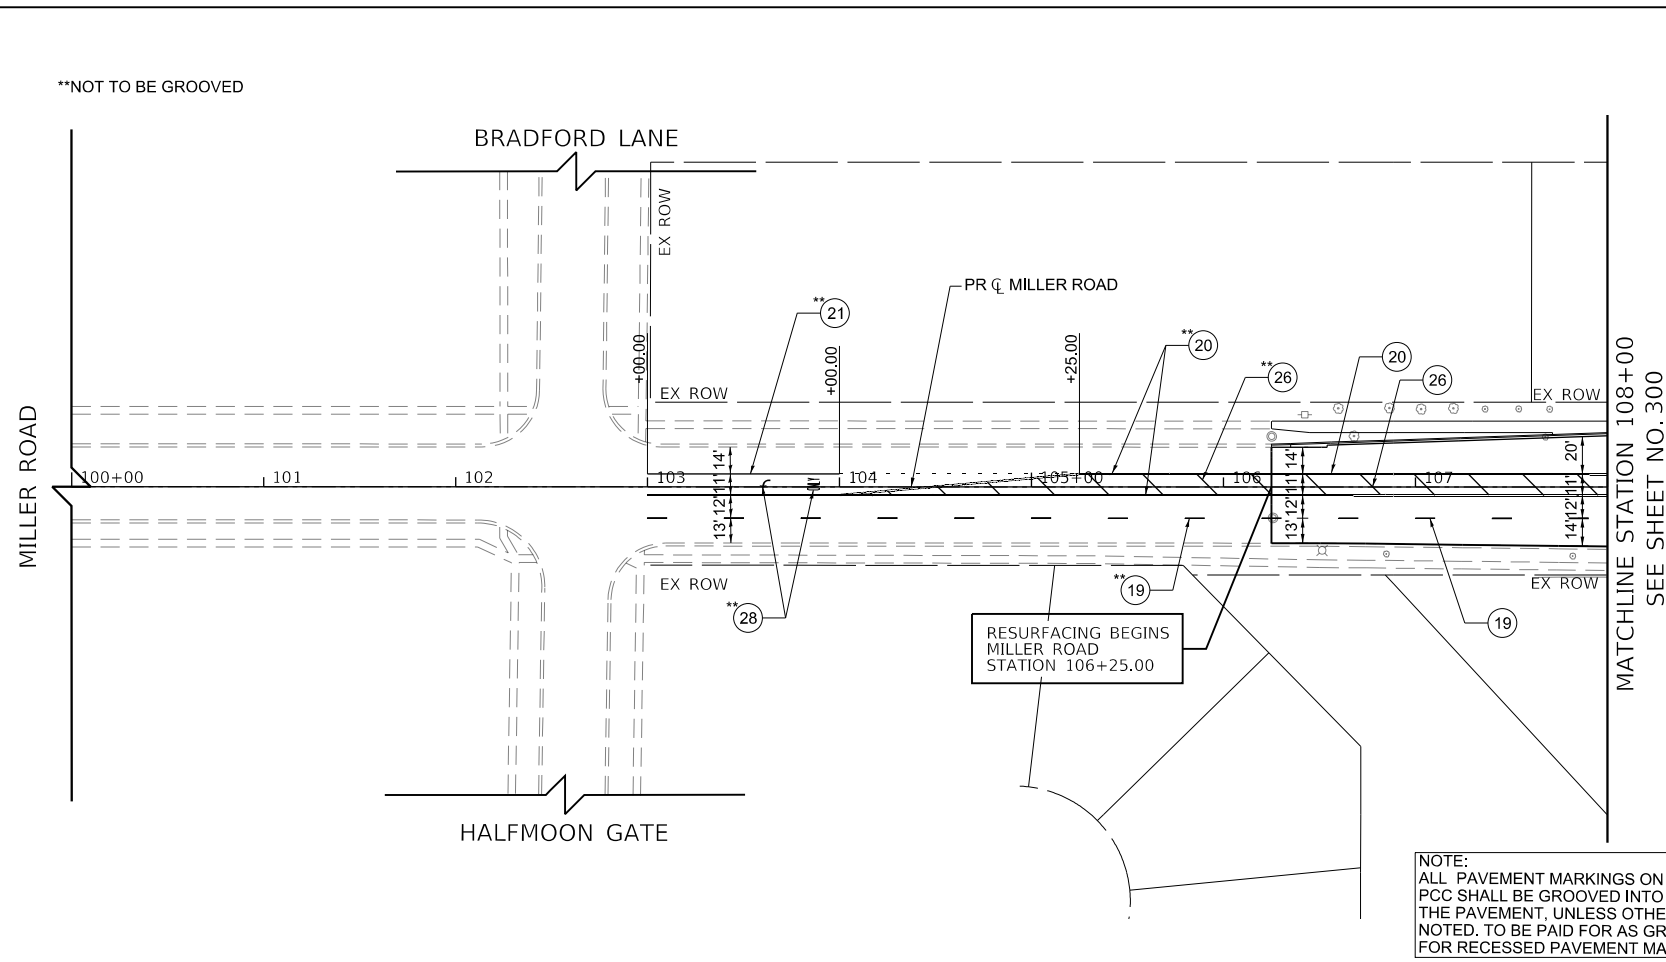 **NOT TO BE GROOVED
BRADFORD LANE
EX ROW
PR ℄ MILLER ROAD
**
21
**
20
+00.00
+00.00
+25.00
**
26
20
26
EX ROW
EX ROW
MILLER ROAD
100+00
101
102
103
104
105+00
106
107
14'
11'
12'
13'
14'
11'
12'
13'
20'
11'
12'
14'
ONLY
MATCHLINE STATION 108+00
SEE SHEET NO. 300
EX ROW
EX ROW
**
28
**
19
19
RESURFACING BEGINS
MILLER ROAD
STATION 106+25.00
HALFMOON GATE
NOTE:
ALL PAVEMENT MARKINGS ON
PCC SHALL BE GROOVED INTO
THE PAVEMENT, UNLESS OTHE
NOTED. TO BE PAID FOR AS GR
FOR RECESSED PAVEMENT MA